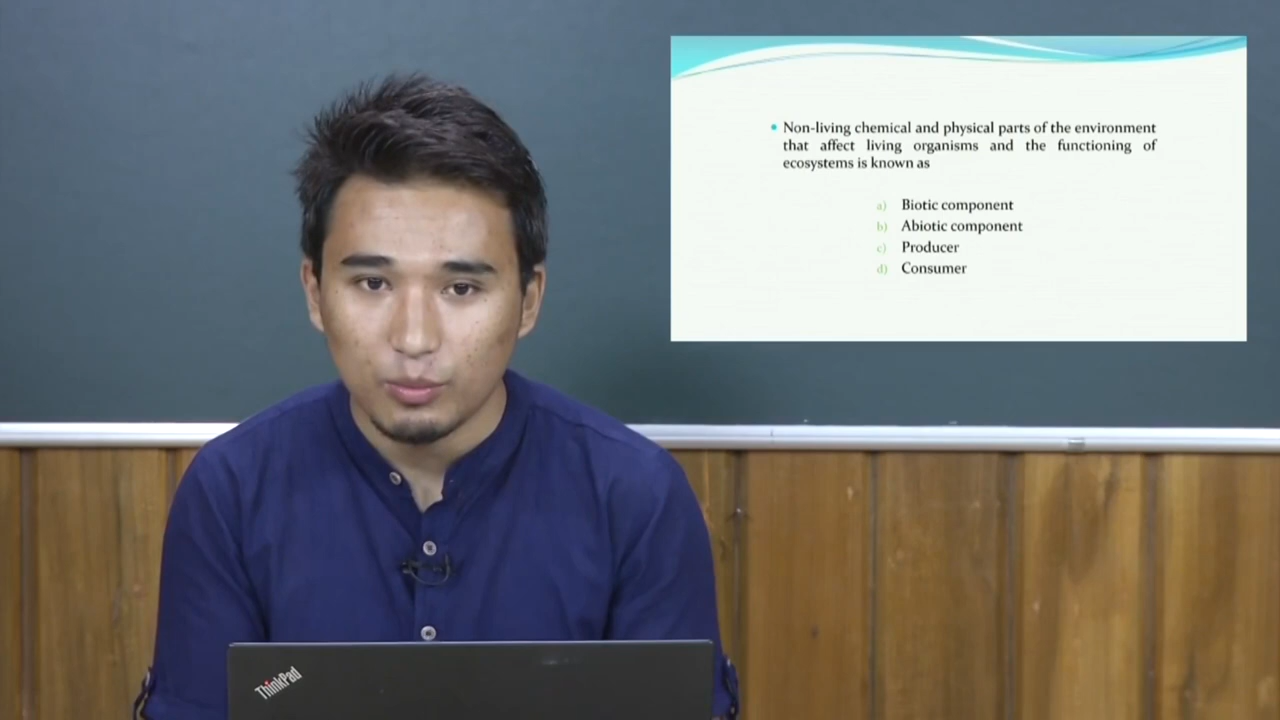 • Non-living chemical and physical parts of the environment
that affect living organisms and the functioning of
ecosystems is known as
a) Biotic component
b) Abiotic component
c) Producer
d) Consumer
ThinkPad